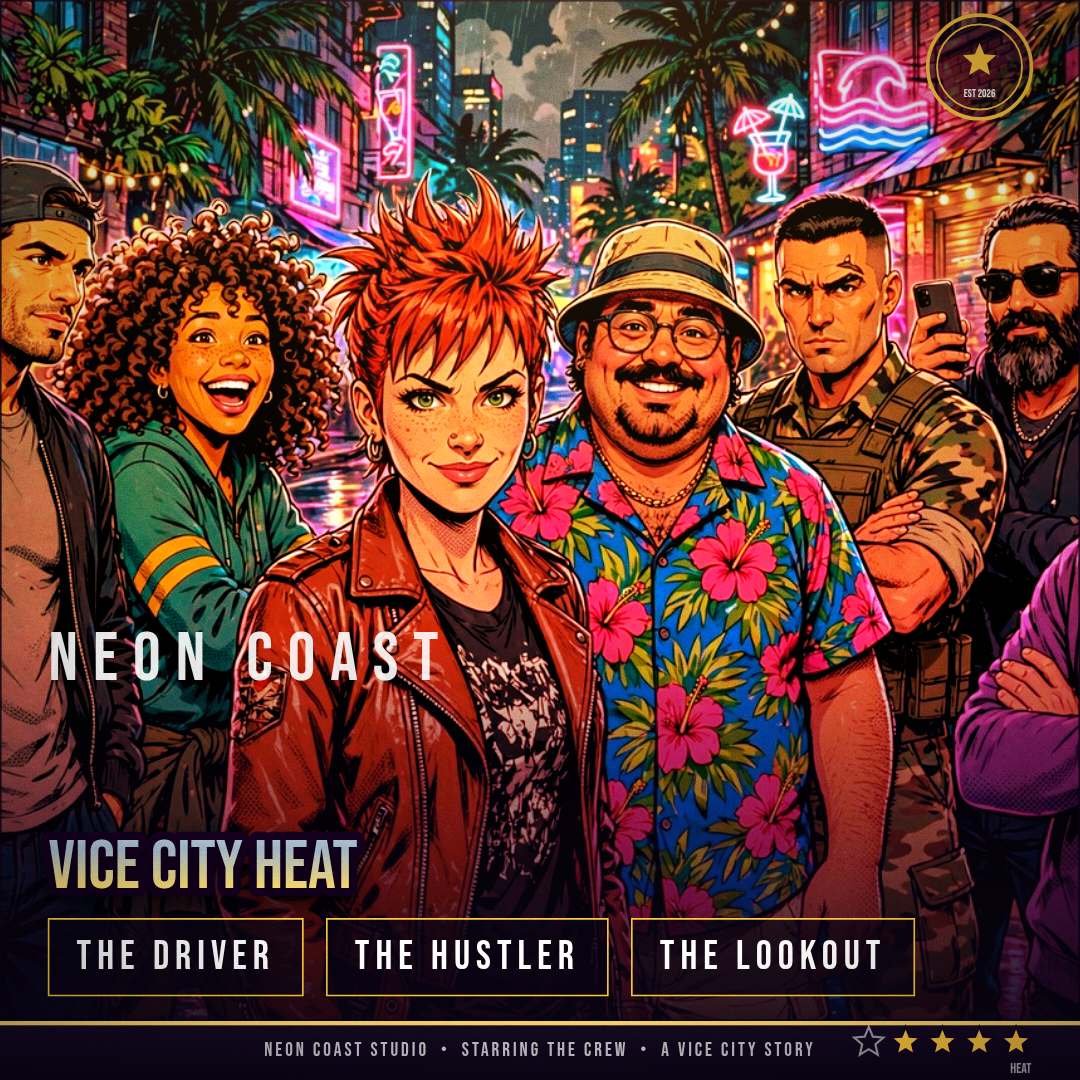 EST 2026
NEON COAST
VICE CITY HEAT
THE DRIVER
THE HUSTLER
THE LOOKOUT
NEON COAST STUDIO • STARRING THE CREW • A VICE CITY STORY
HEAT